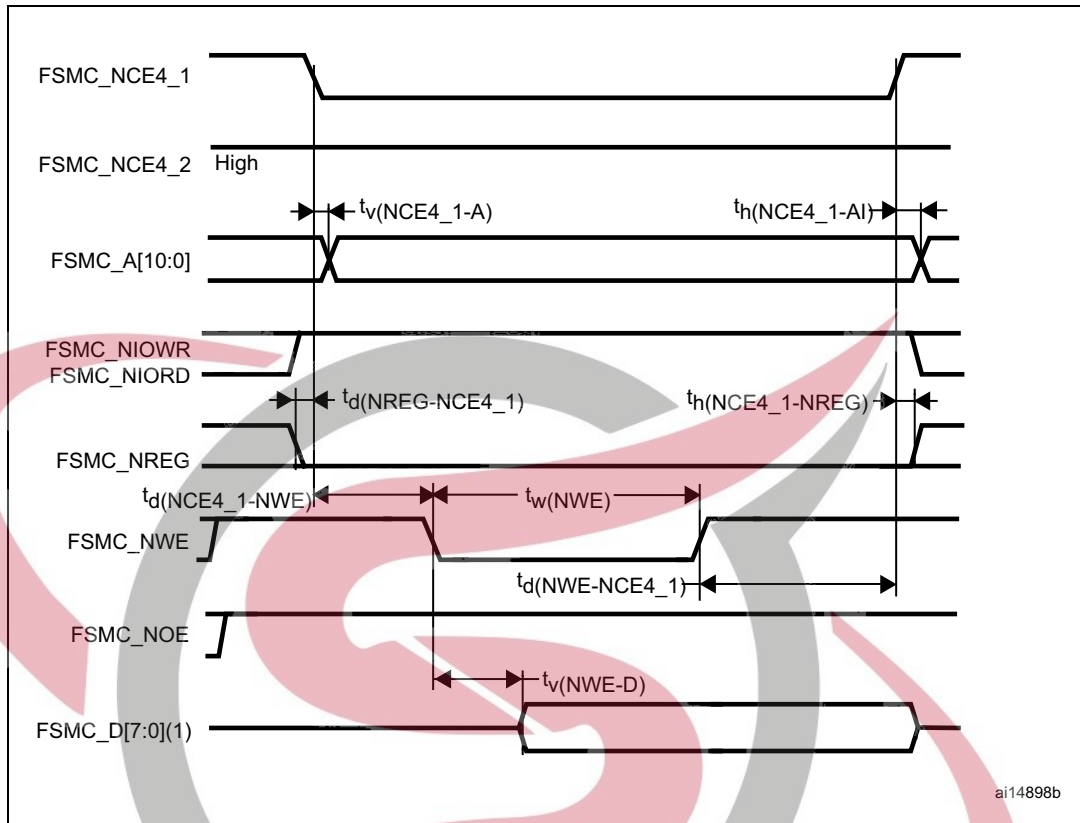 FSMC_NCE4_1
FSMC_NCE4_2 High
tv(NCE4_1-A) th(NCE4_1-AI)
FSMC_A[10:0]
FSMC_NIOWR
FSMC_NIORD
td(NREG-NCE4_1) th(NCE4_1-NREG)
FSMC_NREG
td(NCE4_1-NWE) tw(NWE)
FSMC_NWE
td(NWE-NCE4_1)
FSMC_NOE
tv(NWE-D)
FSMC_D[7:0](1)
ai14898b